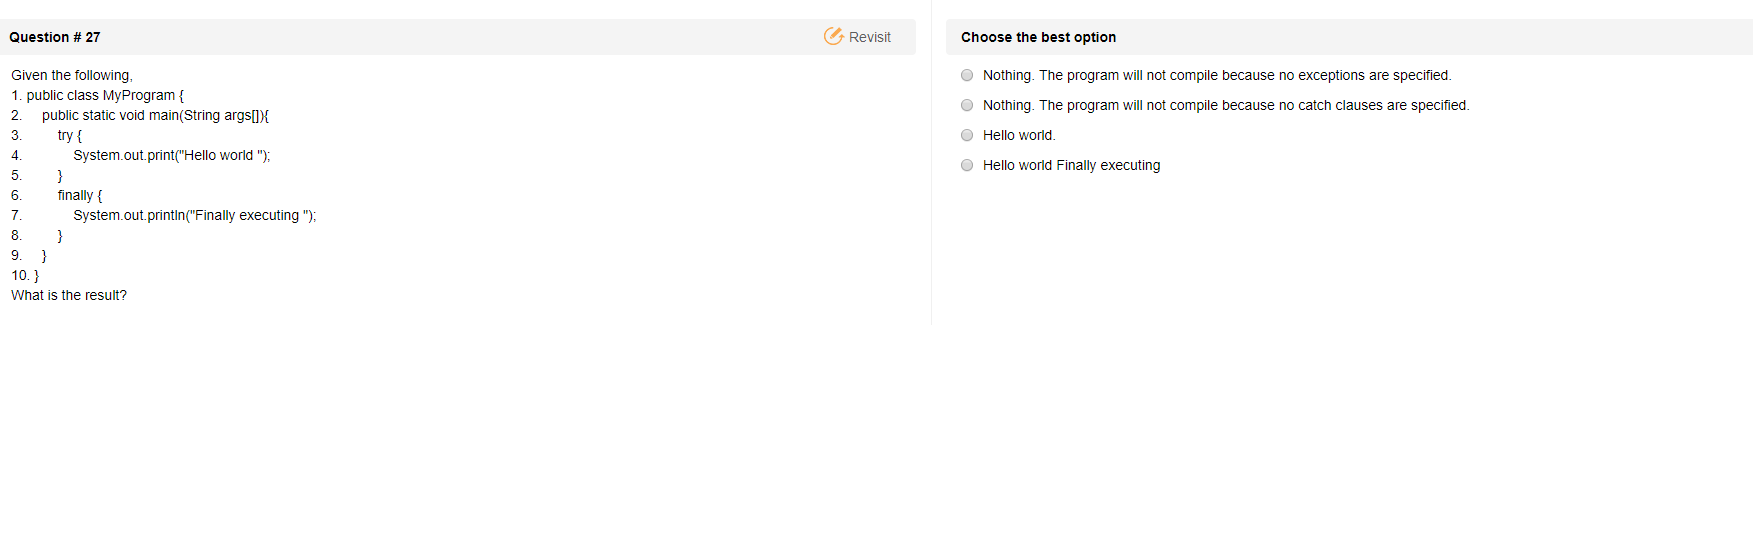 Question # 27
Revisit
Given the following,
1. public class MyProgram {
2. public static void main(String args[]){
3. try {
4. System.out.print("Hello world ");
5. }
6. finally {
7. System.out.println("Finally executing ");
8. }
9. }
10. }
What is the result?
Choose the best option
Nothing. The program will not compile because no exceptions are specified.
Nothing. The program will not compile because no catch clauses are specified.
Hello world.
Hello world Finally executing